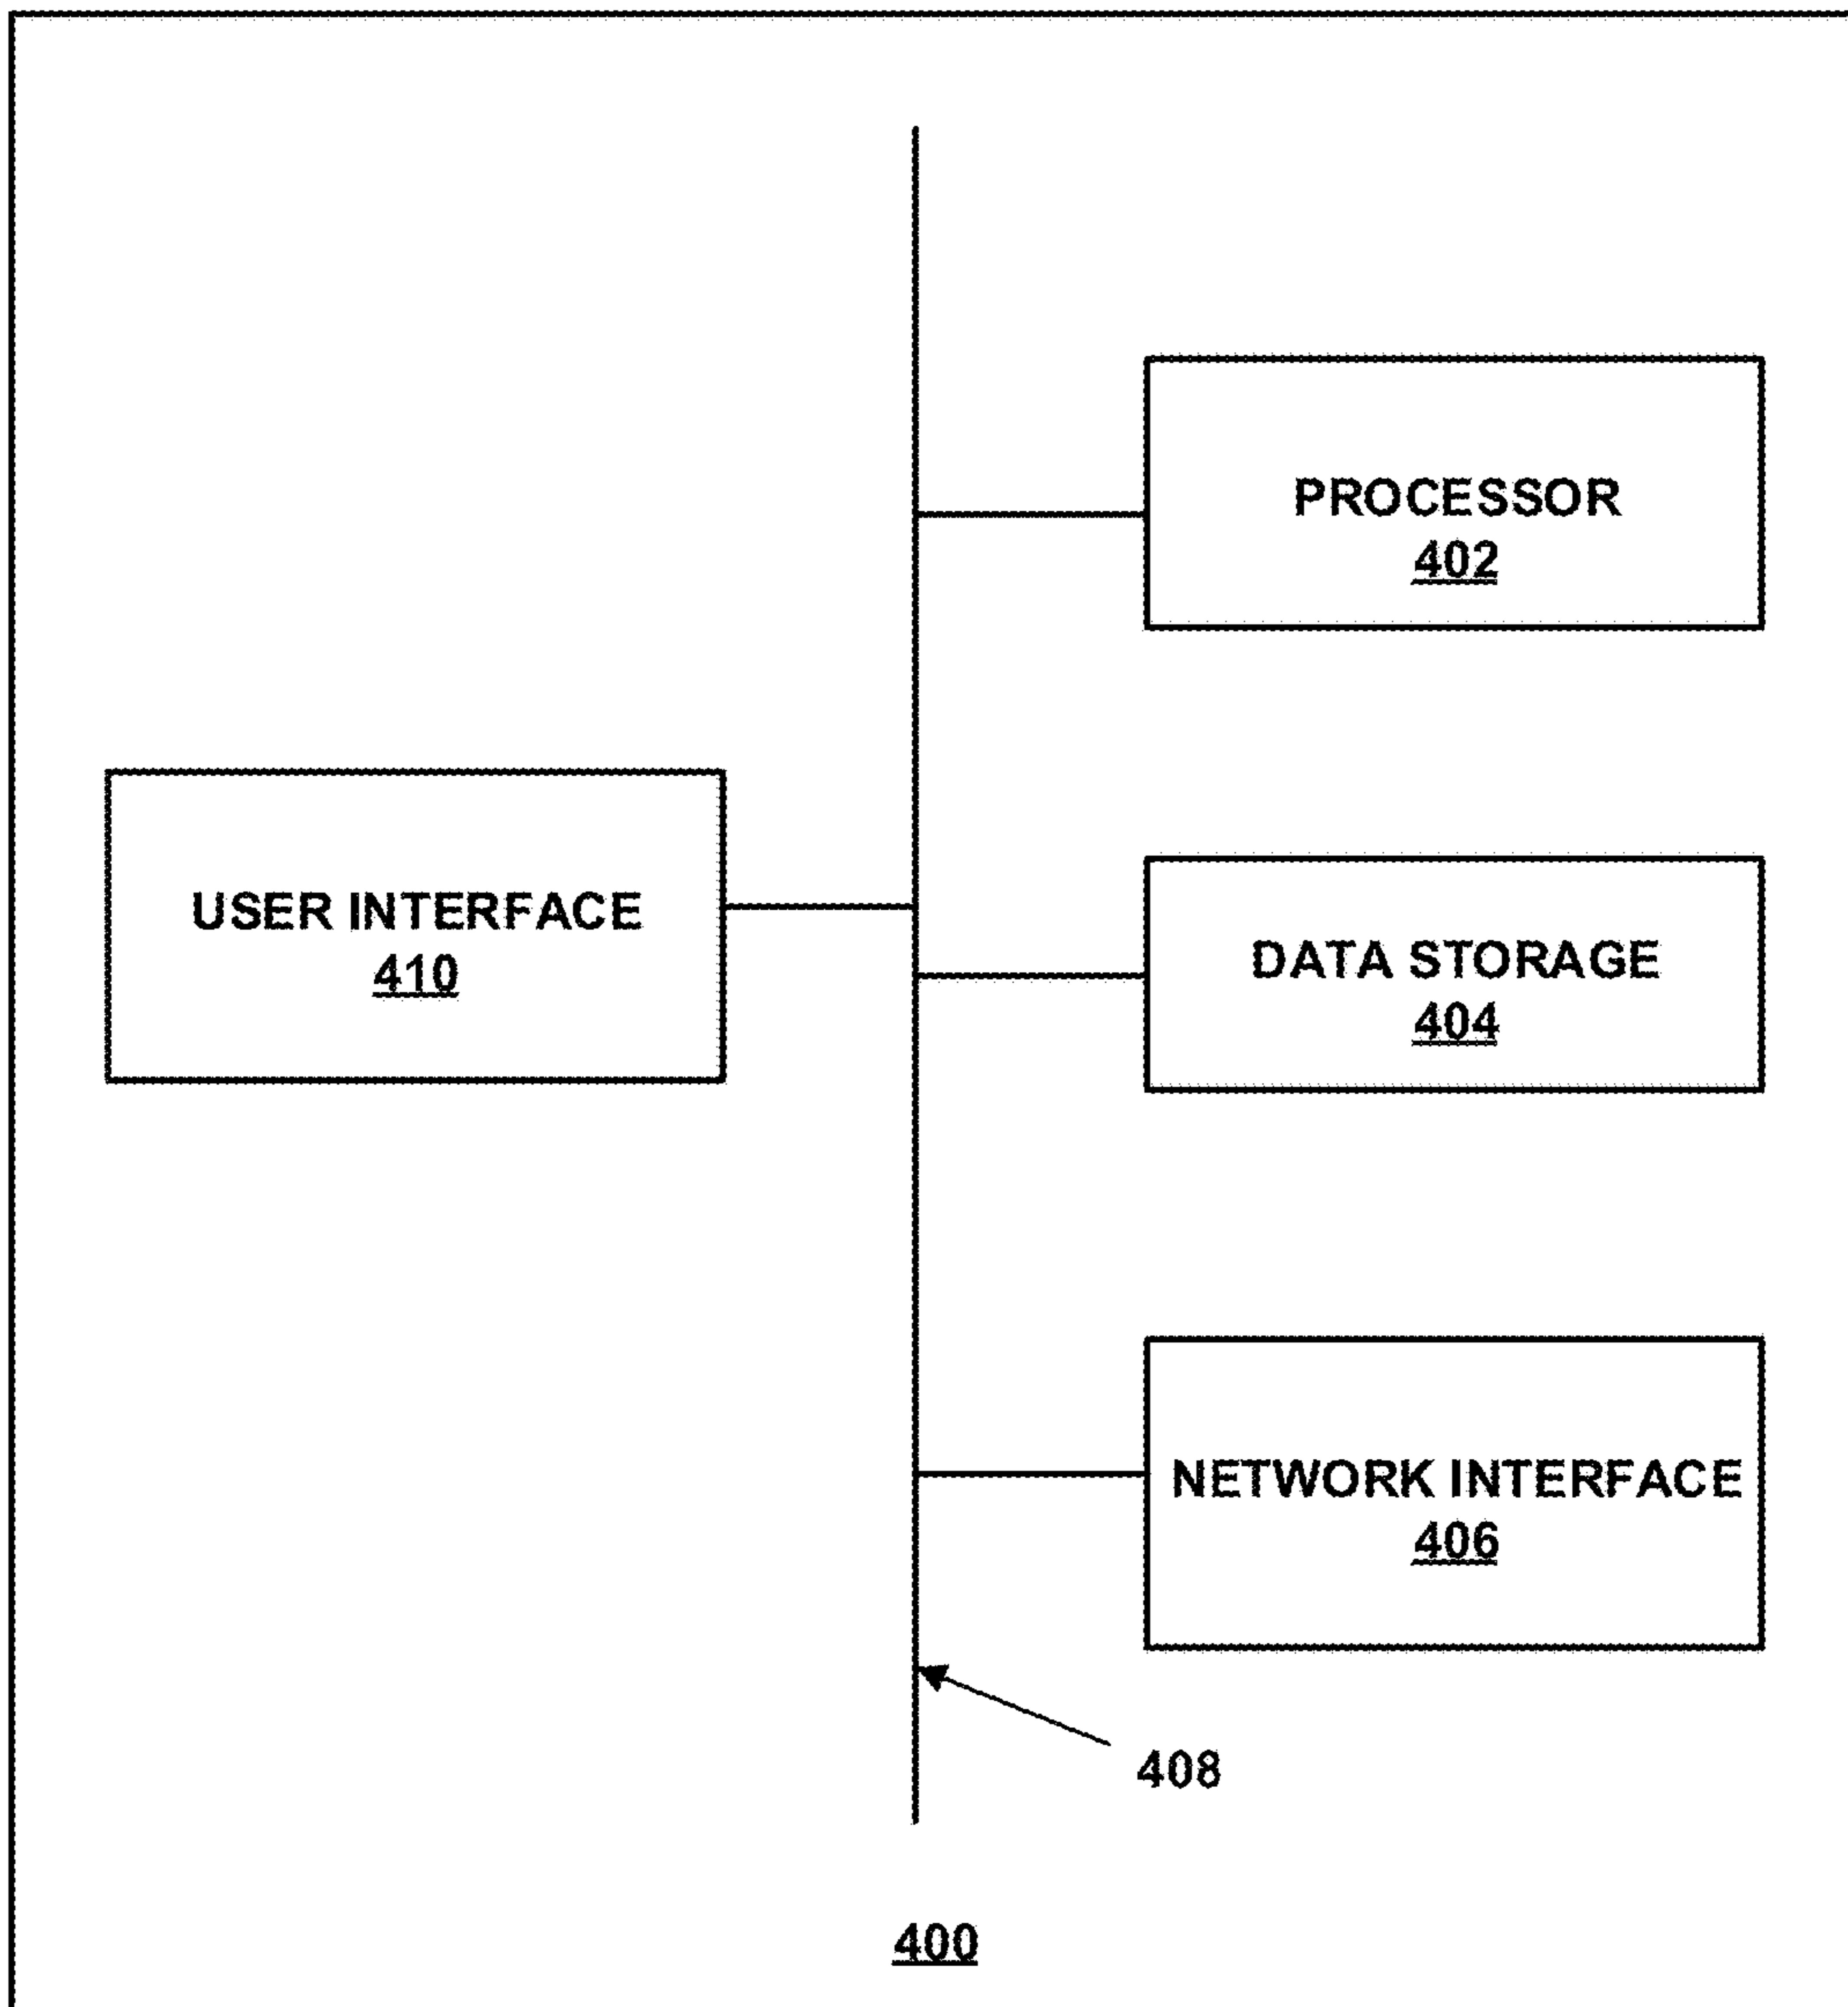 PROCESSOR
402
USER INTERFACE
410
DATA STORAGE
404
NETWORK INTERFACE
406
408
400